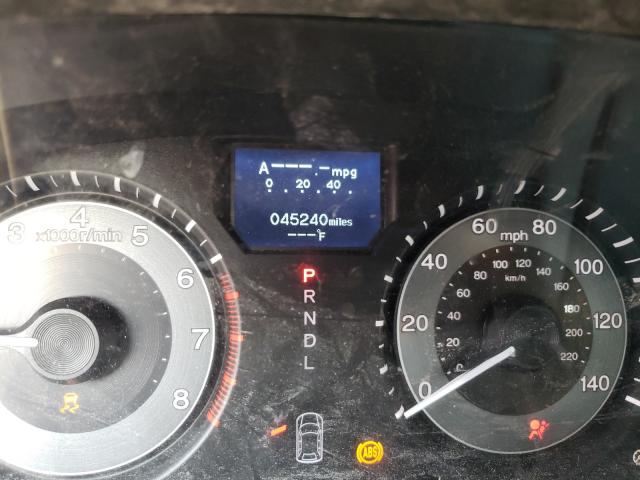 A ---.- mpg
0 20 40
045240 miles
---°F
P
R
N
D
L
3 4 5 6 7 8
x1000r/min
0 20 40 60 80 100 120 140
mph
0 20 40 60 80 100 120 140 160 180 200 220
km/h
ABS